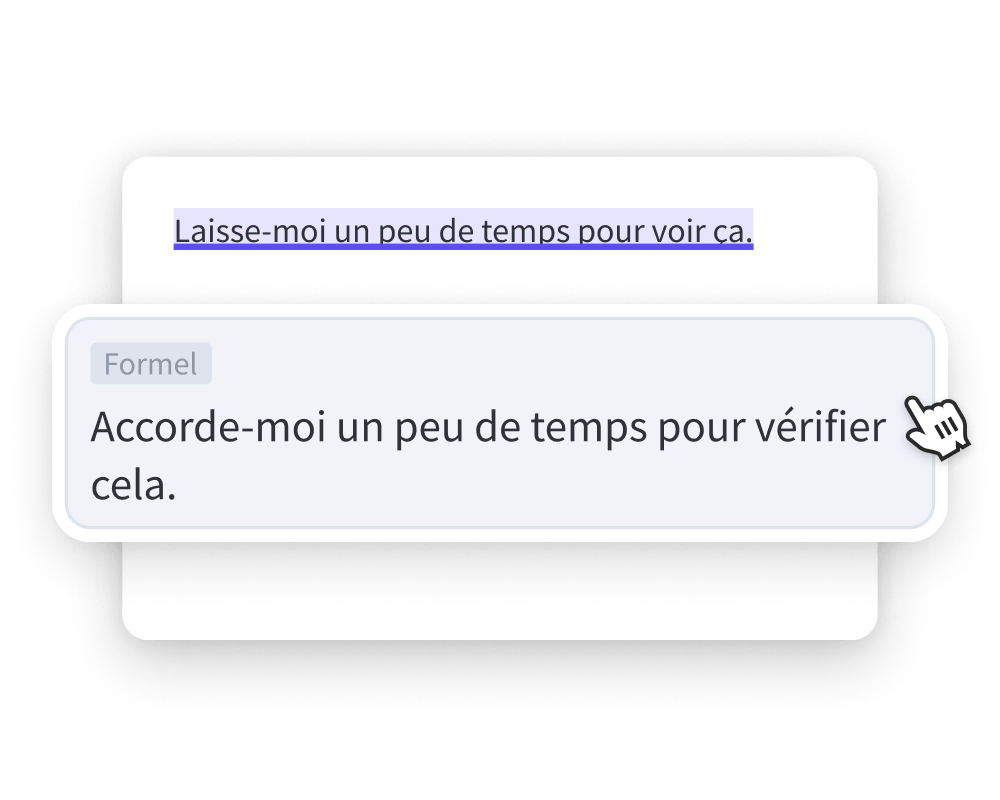 Laisse-moi un peu de temps pour voir ça.
Formel
Accorde-moi un peu de temps pour vérifier
cela.